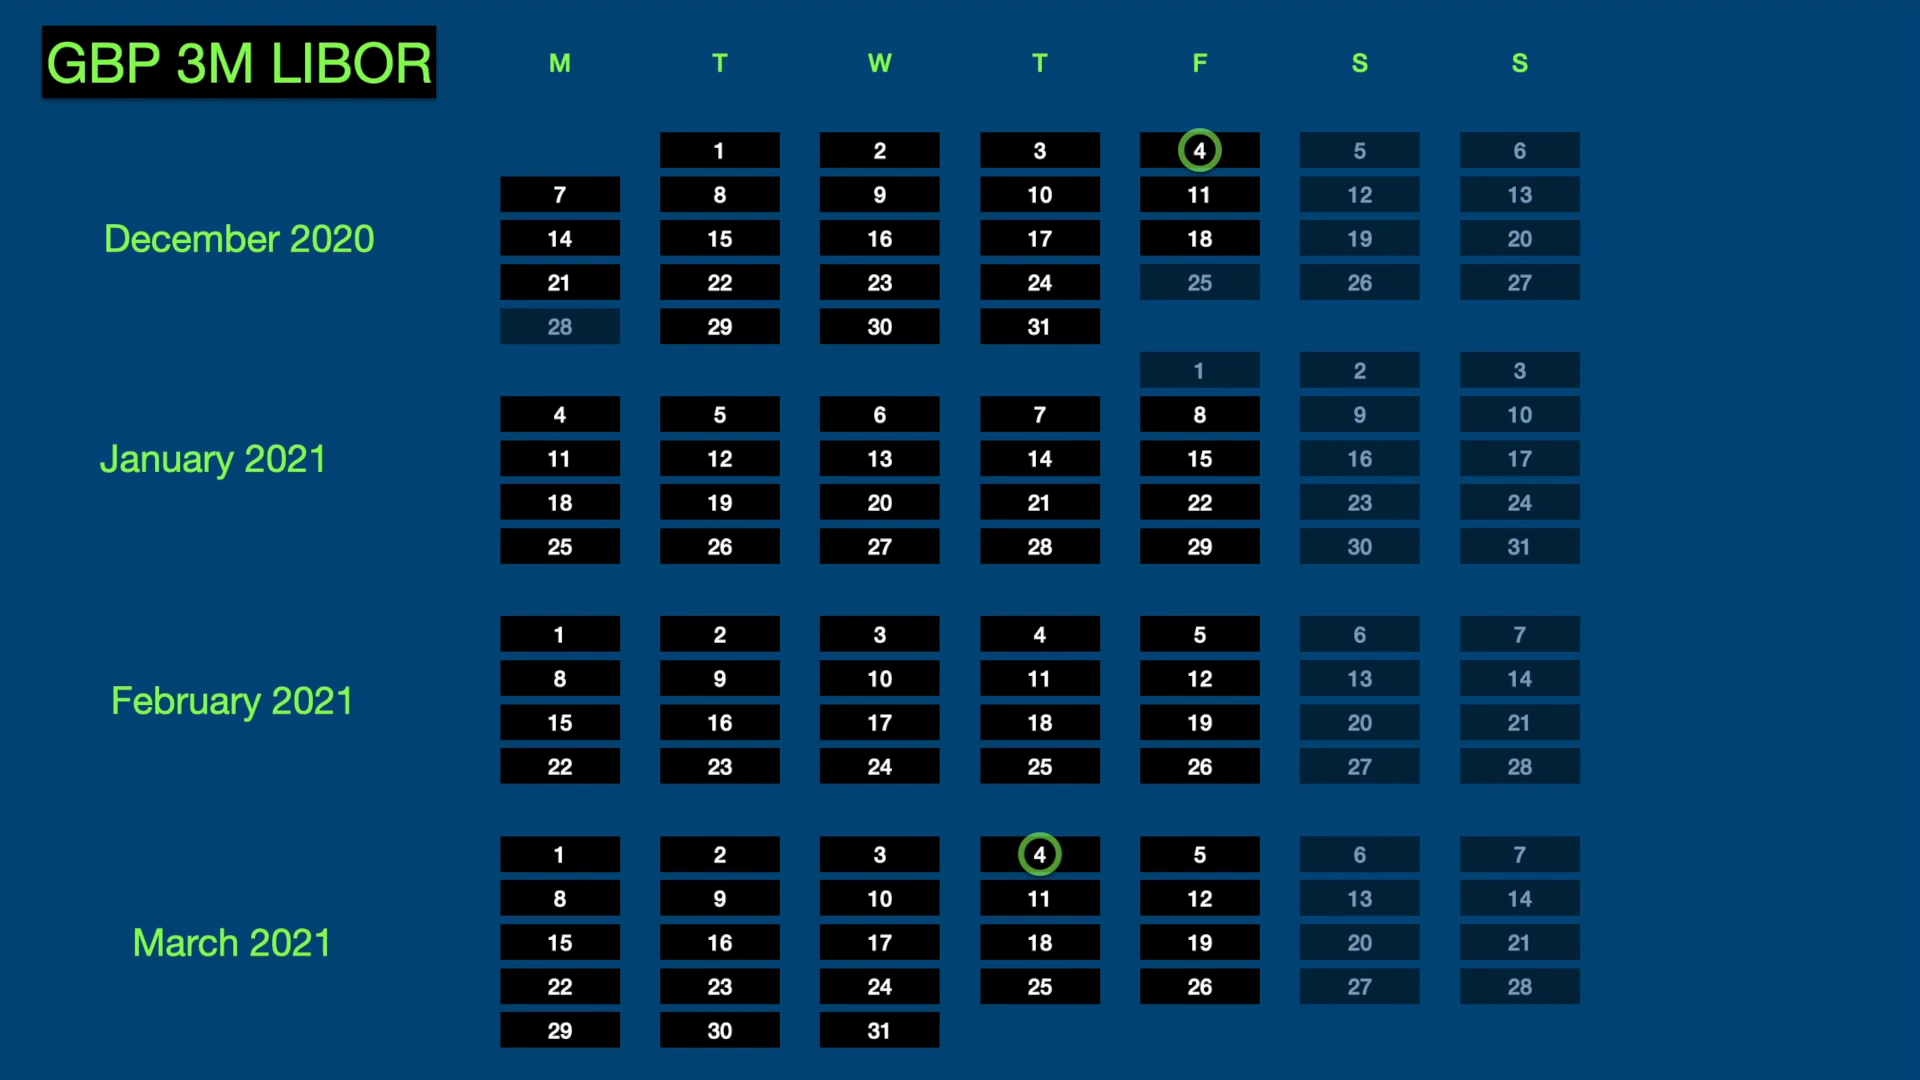 GBP 3M LIBOR
M T W T F S S
December 2020
1 2 3 4 5 6
7 8 9 10 11 12 13
14 15 16 17 18 19 20
21 22 23 24 25 26 27
28 29 30 31
January 2021
1 2 3
4 5 6 7 8 9 10
11 12 13 14 15 16 17
18 19 20 21 22 23 24
25 26 27 28 29 30 31
February 2021
1 2 3 4 5 6 7
8 9 10 11 12 13 14
15 16 17 18 19 20 21
22 23 24 25 26 27 28
March 2021
1 2 3 4 5 6 7
8 9 10 11 12 13 14
15 16 17 18 19 20 21
22 23 24 25 26 27 28
29 30 31